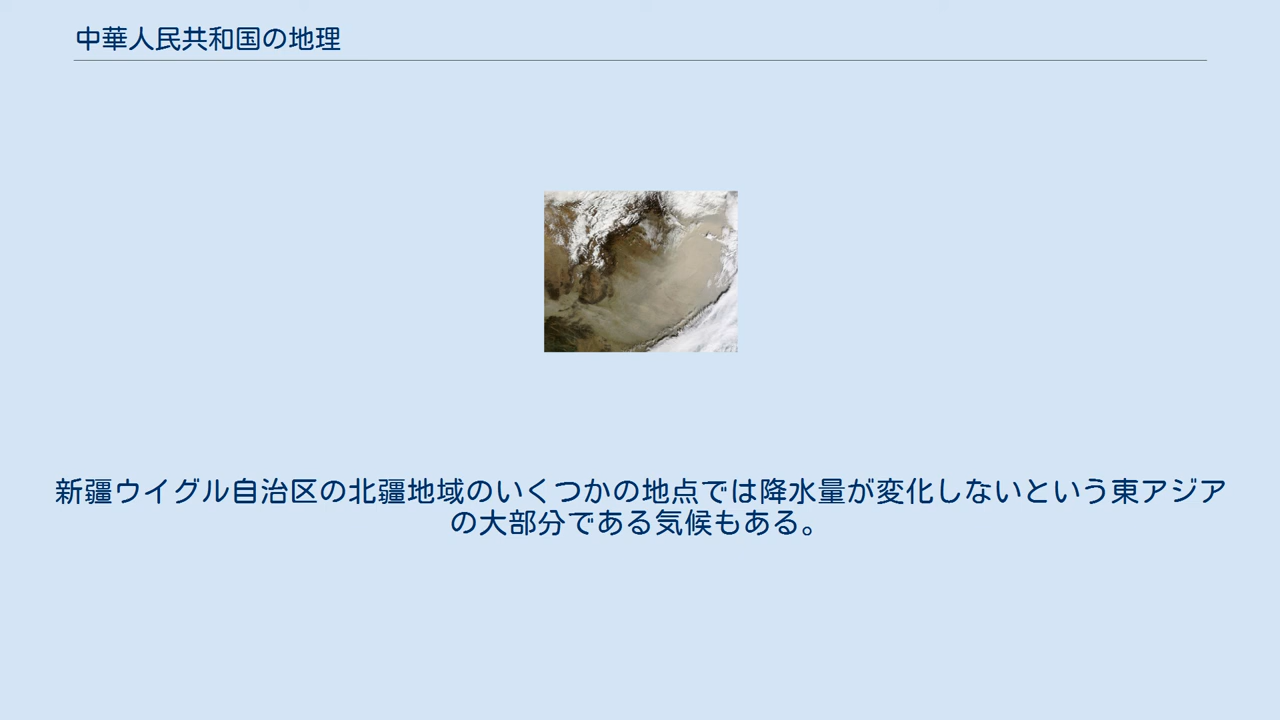 中華人民共和国の地理
新疆ウイグル自治区の北疆地域のいくつかの地点では降水量が変化しないという東アジア
の大部分である気候もある。